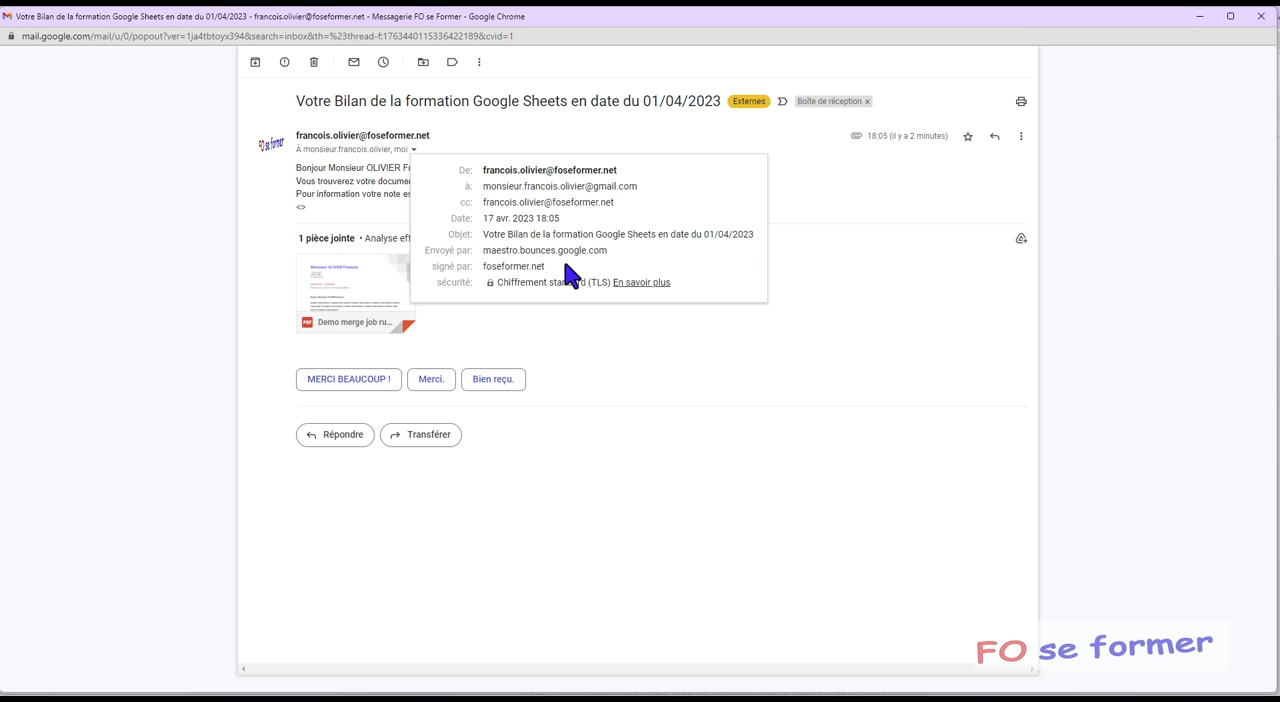 Votre Bilan de la formation Google Sheets en date du 01/04/2023 - francois.olivier@foseformer.net - Messagerie FO se Former - Google Chrome
mail.google.com/mail/u/0/popout?ver=1ja4tbtoyx394&search=inbox&th=%23thread-f:1763440115336422189&cvid=1
Votre Bilan de la formation Google Sheets en date du 01/04/2023 Externes Boîte de réception x
francois.olivier@foseformer.net 18:05 (il y a 2 minutes)
À monsieur.francois.olivier, moi
Bonjour Monsieur OLIVIER
Vous trouverez votre
Pour information votre note
<>
De: francois.olivier@foseformer.net
à: monsieur.francois.olivier@gmail.com
cc: francois.olivier@foseformer.net
Date: 17 avr. 2023 18:05
Objet: Votre Bilan de la formation Google Sheets en date du 01/04/2023
Envoyé par: maestro.bounces.google.com
signé par: foseformer.net
sécurité: Chiffrement (TLS) En savoir plus
1 pièce jointe • Analyse
Monsieur OLIVIER François
PDF Demo merge job ru...
MERCI BEAUCOUP ! Merci. Bien reçu.
Répondre Transférer
FO se former